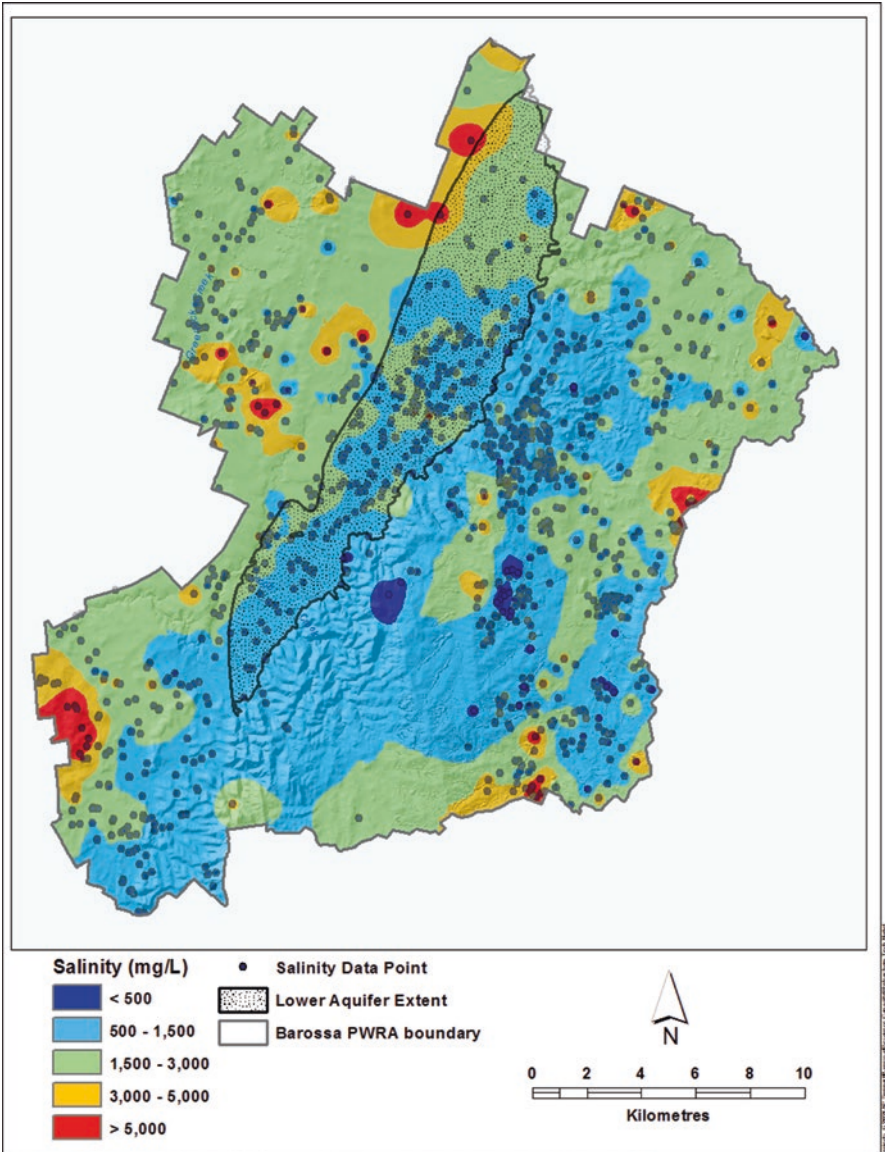 Salinity (mg/L)
< 500
500 - 1,500
1,500 - 3,000
3,000 - 5,000
> 5,000
Salinity Data Point
Lower Aquifer Extent
Barossa PWRA boundary
N
0 2 4 6 8 10
Kilometres